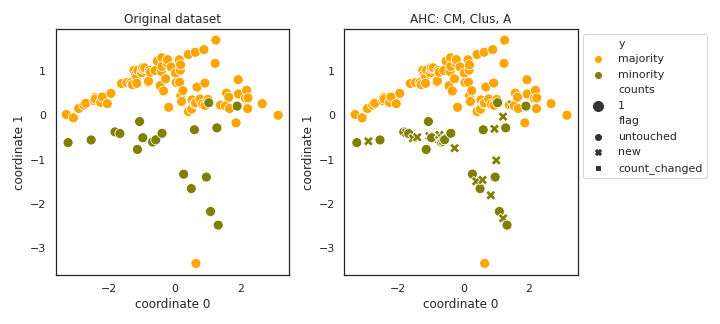 Original dataset
coordinate 1
1
0
−1
−2
−3
−2
0
2
coordinate 0
AHC: CM, Clus, A
coordinate 1
1
0
−1
−2
−3
−2
0
2
coordinate 0
y
majority
minority
counts
1
flag
untouched
new
count_changed